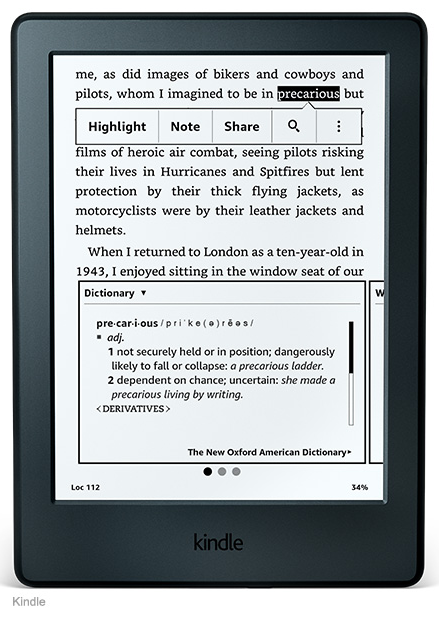 me, as did images of bikers and cowboys and
pilots, whom I imagined to be in precarious but
Highlight Note Share
films of heroic air combat, seeing pilots risking
their lives in Hurricanes and Spitfires but lent
protection by their thick flying jackets, as
motorcyclists were by their leather jackets and
helmets.
When I returned to London as a ten-year-old in
1943, I enjoyed sitting in the window seat of our
Dictionary ▼
W
pre·car·i·ous /priˈke(ə)rēəs/
▪ adj.
1 not securely held or in position; dangerously
likely to fall or collapse: a precarious ladder.
2 dependent on chance; uncertain: she made a
precarious living by writing.
<DERIVATIVES>
The New Oxford American Dictionary▸
Loc 112 34%
kindle
Kindle